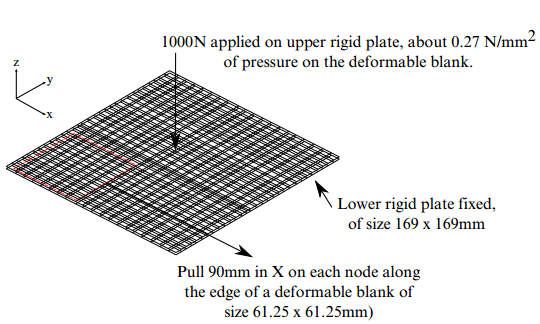 1000N applied on upper rigid plate, about 0.27 N/mm2
of pressure on the deformable blank.
z
y
x
Lower rigid plate fixed,
of size 169 x 169mm
Pull 90mm in X on each node along
the edge of a deformable blank of
size 61.25 x 61.25mm)